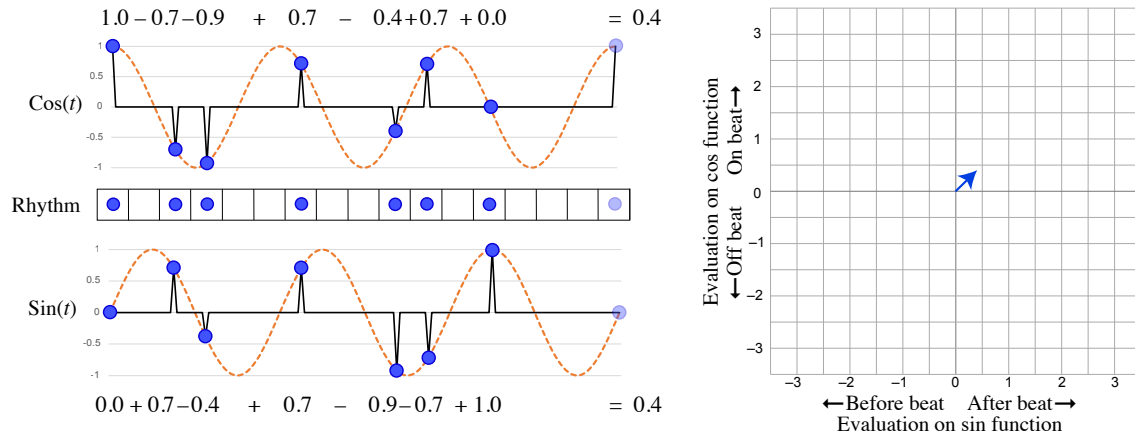 1.0 – 0.7 – 0.9 + 0.7 – 0.4 + 0.7 + 0.0 = 0.4
1
0.5
Cos(t)
0
-0.5
-1
Rhythm
1
0.5
Sin(t)
0
-0.5
-1
0.0 + 0.7 – 0.4 + 0.7 – 0.9 – 0.7 + 1.0 = 0.4
Evaluation on cos function
←Off beat On beat→
3
2
1
0
−1
−2
−3
−3 −2 −1 0 1 2 3
←Before beat After beat→
Evaluation on sin function